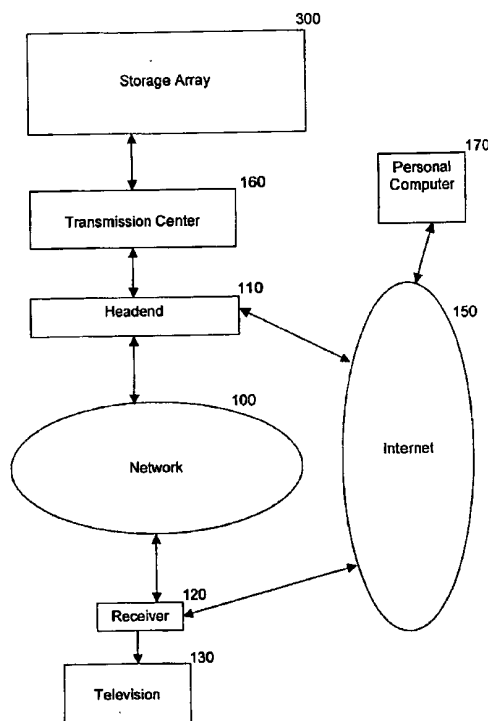 300
Storage Array
160
Transmission Center
170
Personal
Computer
110
Headend
150
100
Network
Internet
120
Receiver
130
Television